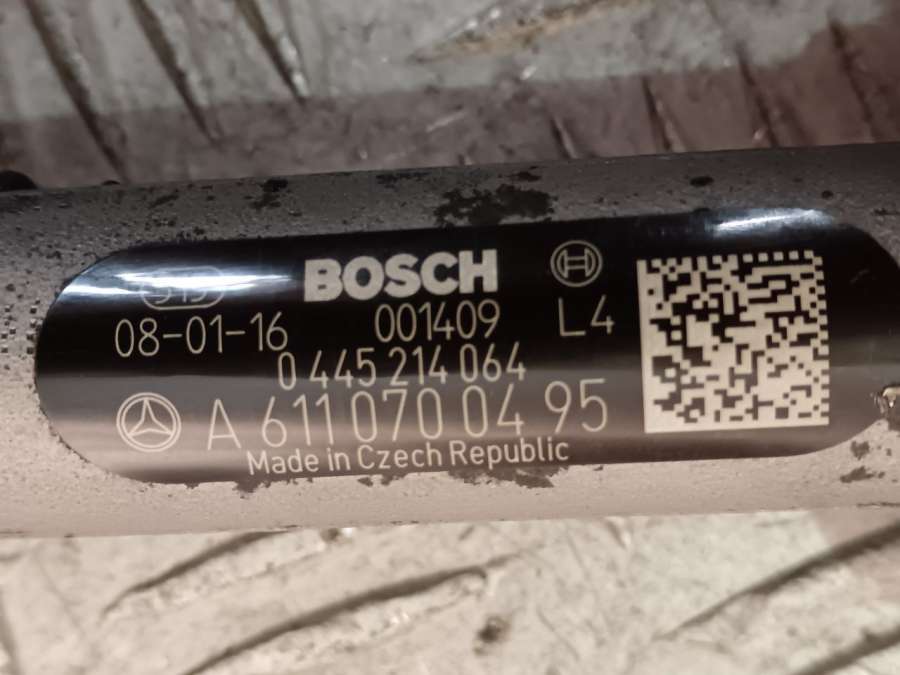 BOSCH
08-01-16 001409 L4
0 445 214 064
A 611 070 04 95
Made in Czech Republic